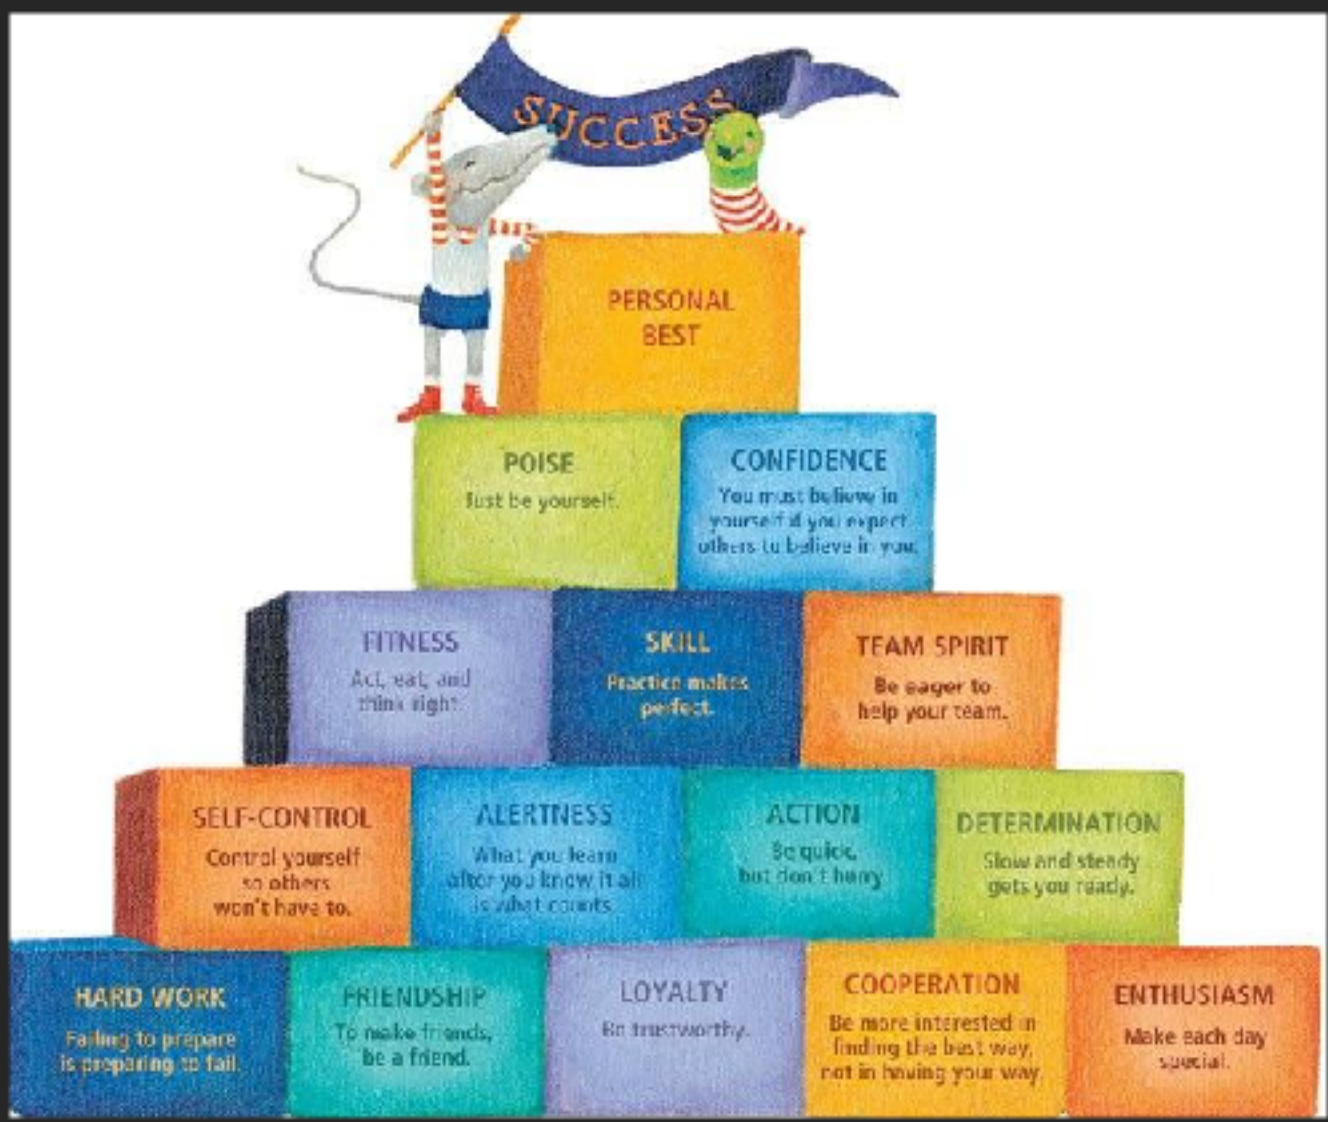 SUCCESS
PERSONAL
BEST
POISE
Just be yourself.
CONFIDENCE
You must believe in
yourself if you expect
others to believe in you.
FITNESS
Act, eat, and
think right.
SKILL
Practice makes
perfect.
TEAM SPIRIT
Be eager to
help your team.
SELF-CONTROL
Control yourself
so others
won't have to.
ALERTNESS
What you learn
after you know it all
is what counts.
ACTION
Be quick,
but don't hurry.
DETERMINATION
Slow and steady
gets you ready.
HARD WORK
Failing to prepare
is preparing to fail.
FRIENDSHIP
To make friends,
be a friend.
LOYALTY
Be trustworthy.
COOPERATION
Be more interested in
finding the best way,
not in having your way.
ENTHUSIASM
Make each day
special.